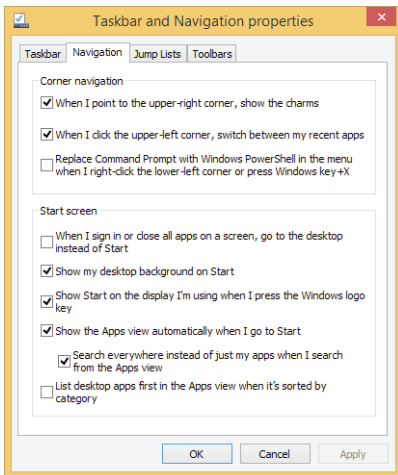 Taskbar and Navigation properties
Taskbar Navigation Jump Lists Toolbars
Corner navigation
When I point to the upper-right corner, show the charms
When I click the upper-left corner, switch between my recent apps
Replace Command Prompt with Windows PowerShell in the menu
when I right-click the lower-left corner or press Windows key+X
Start screen
When I sign in or close all apps on a screen, go to the desktop
instead of Start
Show my desktop background on Start
Show Start on the display I'm using when I press the Windows logo
key
Show the Apps view automatically when I go to Start
Search everywhere instead of just my apps when I search
from the Apps view
List desktop apps first in the Apps view when it's sorted by
category
OK Cancel Apply